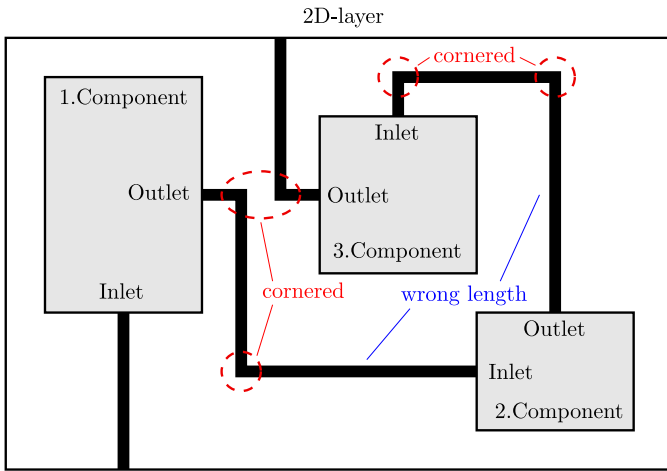 2D-layer
cornered
1.Component
Inlet
Outlet
Outlet
3.Component
Inlet
cornered
wrong length
Outlet
Inlet
2.Component